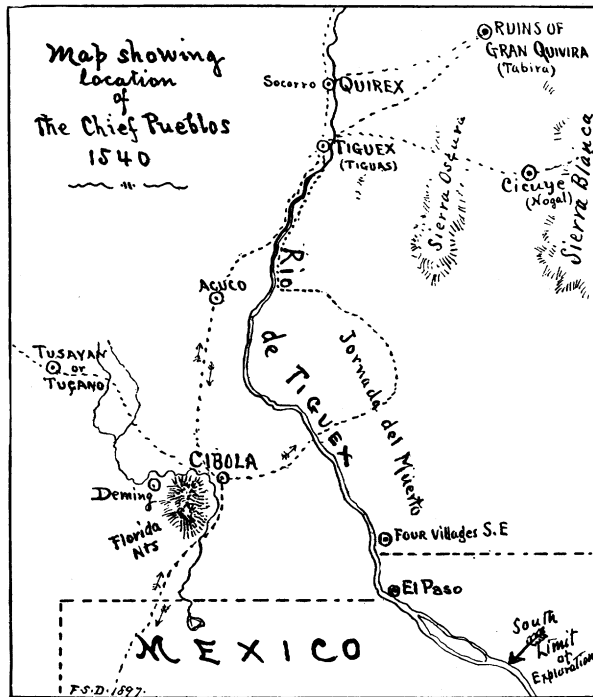 Map showing
location
of
The Chief Pueblos
1540
RUINS OF
GRAN QUIVIRA
(Tabira)
Socorro QUIREX
TIGUEX
(TIGUAS)
Cicuye
(Nogal)
Sierra Oscura
Sierra Blanca
Rio
de TIGUEX
ACUCO
Jornada del Muerto
TUSAYAN
or
TUÇANO
CIBOLA
Deming
Florida
Mts
FOUR Villages S.E
El Paso
South
Limit
of
Exploration
MEXICO
F.S.D. 1897.